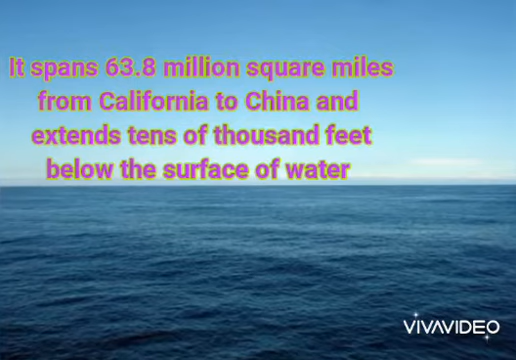 It spans 63.8 million square miles
from California to China and
extends tens of thousand feet
below the surface of water
VIVAVIDEO